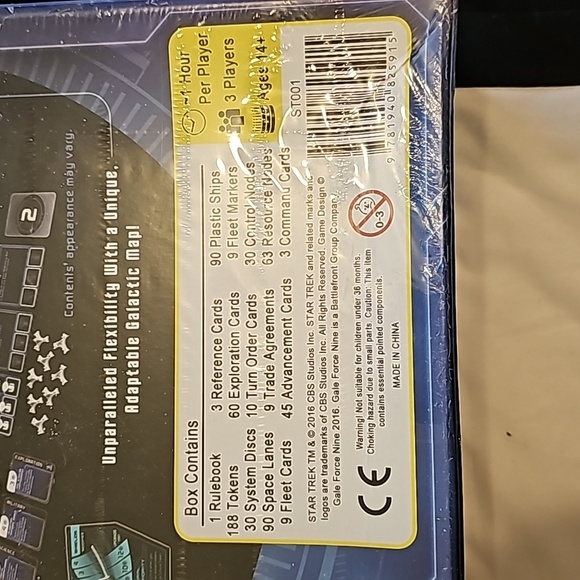 Contents' appearance may vary.
2
Unparalleled Flexibility With a Unique,
Adaptable Galactic Map!
EXPLORATION
Box Contains
1 Rulebook 3 Reference Cards 90 Plastic Ships
188 Tokens 60 Exploration Cards 9 Fleet Markers
30 System Discs 10 Turn Order Cards 30 Control Nodes
90 Space Lanes 9 Trade Agreements 63 Resource Nodes
9 Fleet Cards 45 Advancement Cards 3 Command Cards
~1 Hour
Per Player
3 Players
Ages 14+
ST001
9 781940 825915
STAR TREK TM & © 2016 CBS Studios Inc. STAR TREK and related marks and
logos are trademarks of CBS Studios Inc. All Rights Reserved. Game Design ©
Gale Force Nine 2016. Gale Force Nine is a Battlefront Group Company
CE
Warning! Not suitable for children under 36 months.
Choking hazard due to small parts. Caution: This item
contains essential pointed components.
0-3
MADE IN CHINA